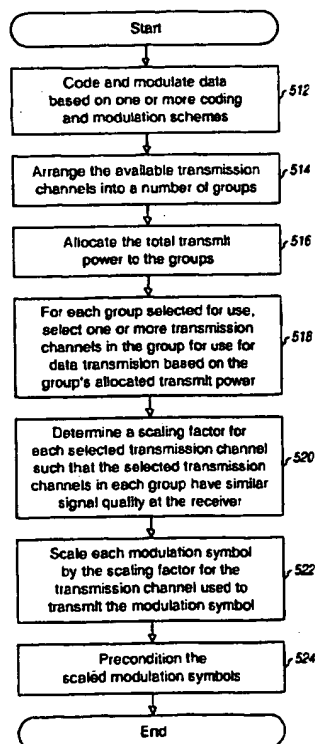 Start
Code and modulate data
based on one or more coding
and modulation schemes
512
Arrange the available transmission
channels into a number of groups
514
Allocate the total transmit
power to the groups
516
For each group selected for use,
select one or more transmission
channels in the group for use for
data transmision based on the
group's allocated transmit power
518
Determine a scaling factor for
each selected transmission channel
such that the selected transmission
channels in each group have similar
signal quality at the receiver
520
Scale each modulation symbol
by the scaling factor for the
transmission channel used to
transmit the modulation symbol
522
Precondition the
scaled modulation symbols
524
End